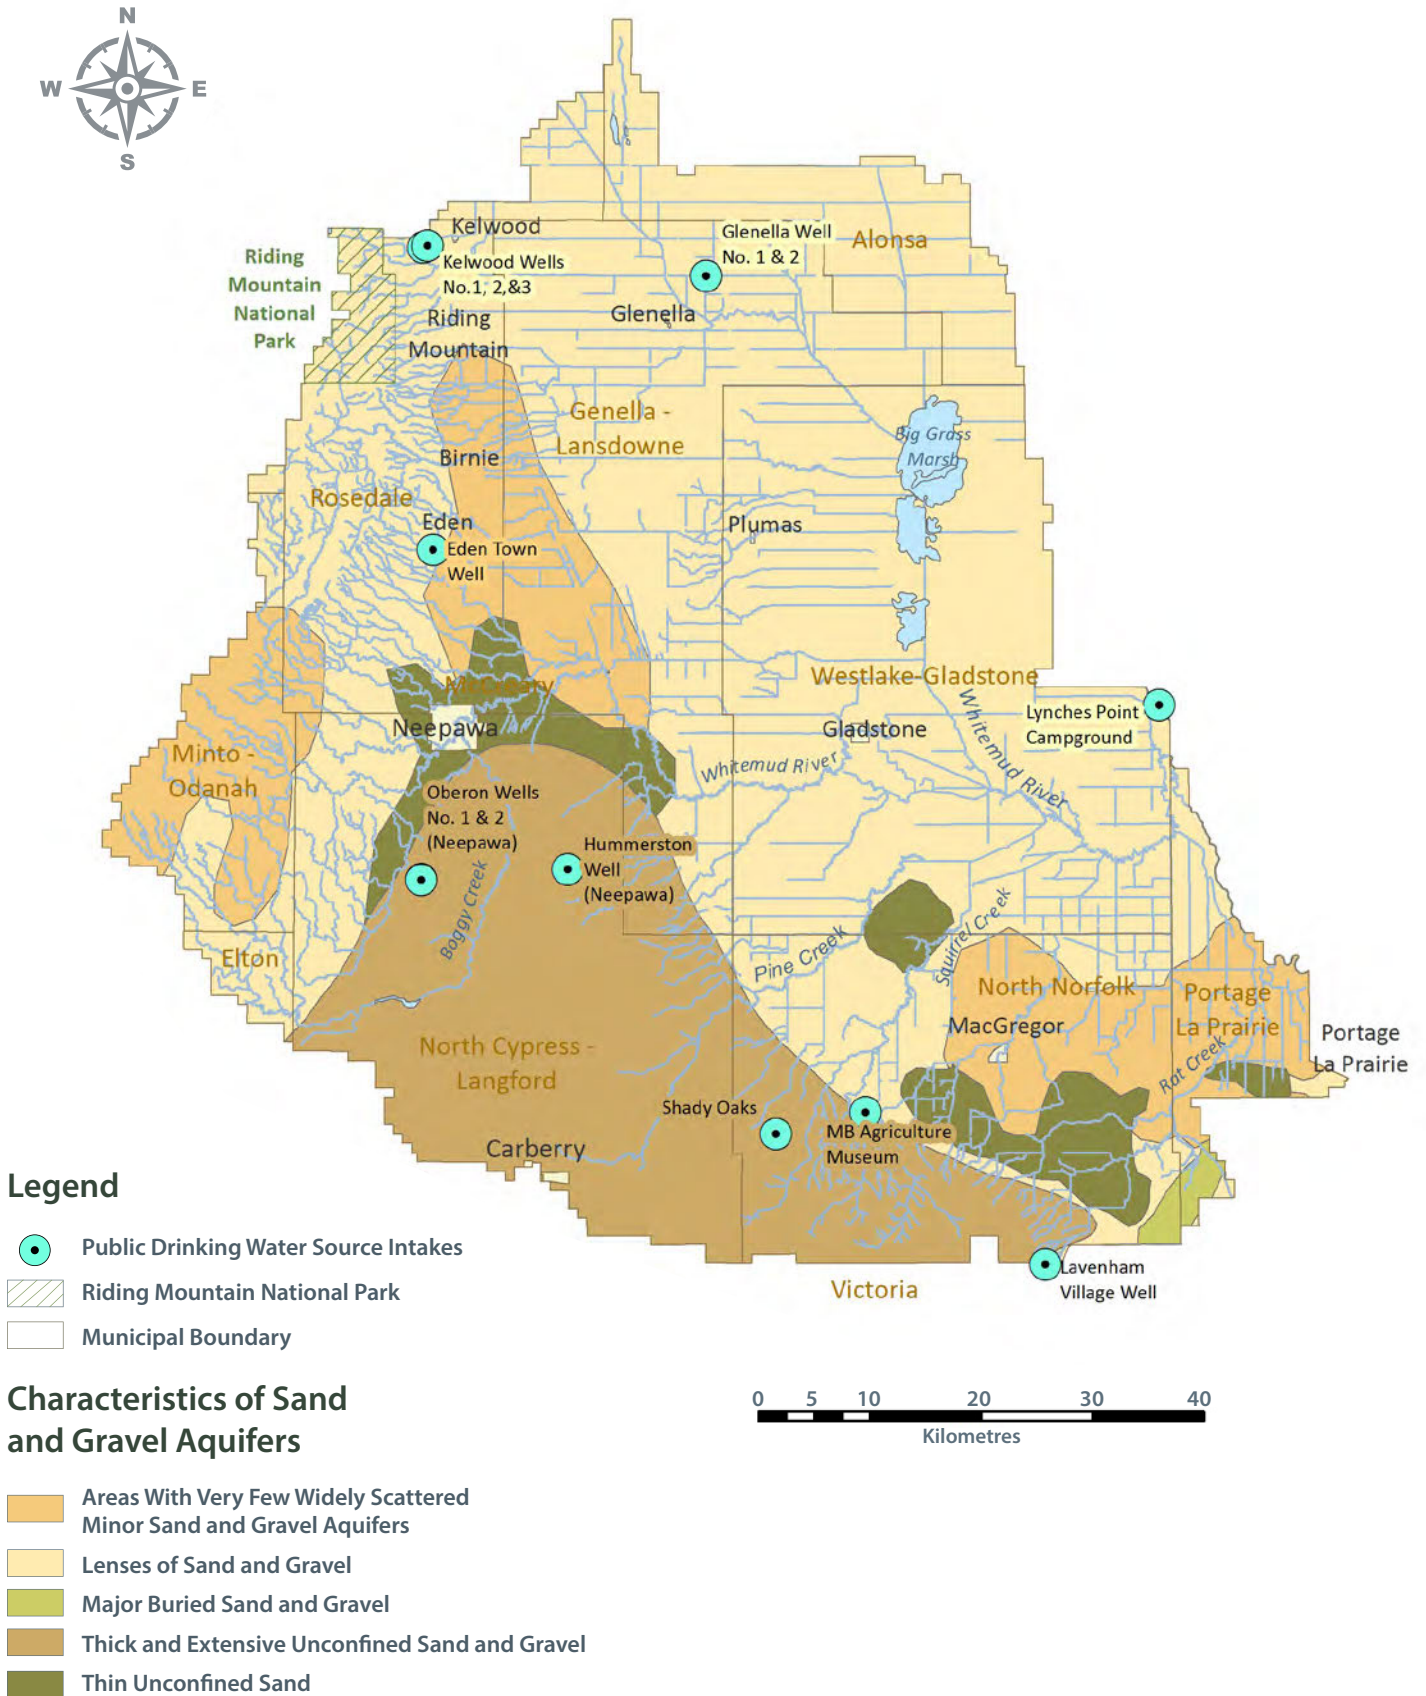 N
W
E
S
Kelwood
Kelwood Wells
No.1, 2,&3
Glenella Well
No. 1 & 2
Alonsa
Riding
Mountain
National
Park
Riding
Mountain
Glenella
Genella -
Lansdowne
Big Grass
Marsh
Birnie
Rosedale
Eden
Eden Town
Well
Plumas
Westlake-Gladstone
McCreary
Neepawa
Gladstone
Lynches Point
Campground
Whitemud River
Whitemud River
Minto -
Odanah
Oberon Wells
No. 1 & 2
(Neepawa)
Hummerston
Well
(Neepawa)
Boggy Creek
Elton
Pine Creek
Squirrel Creek
North Norfolk
MacGregor
Portage
La Prairie
Rat Creek
Portage
La Prairie
North Cypress -
Langford
Shady Oaks
MB Agriculture
Museum
Carberry
Victoria
Lavenham
Village Well
Legend
Public Drinking Water Source Intakes
Riding Mountain National Park
Municipal Boundary
Characteristics of Sand
and Gravel Aquifers
Areas With Very Few Widely Scattered
Minor Sand and Gravel Aquifers
Lenses of Sand and Gravel
Major Buried Sand and Gravel
Thick and Extensive Unconfined Sand and Gravel
Thin Unconfined Sand
0 5 10 20 30 40
Kilometres